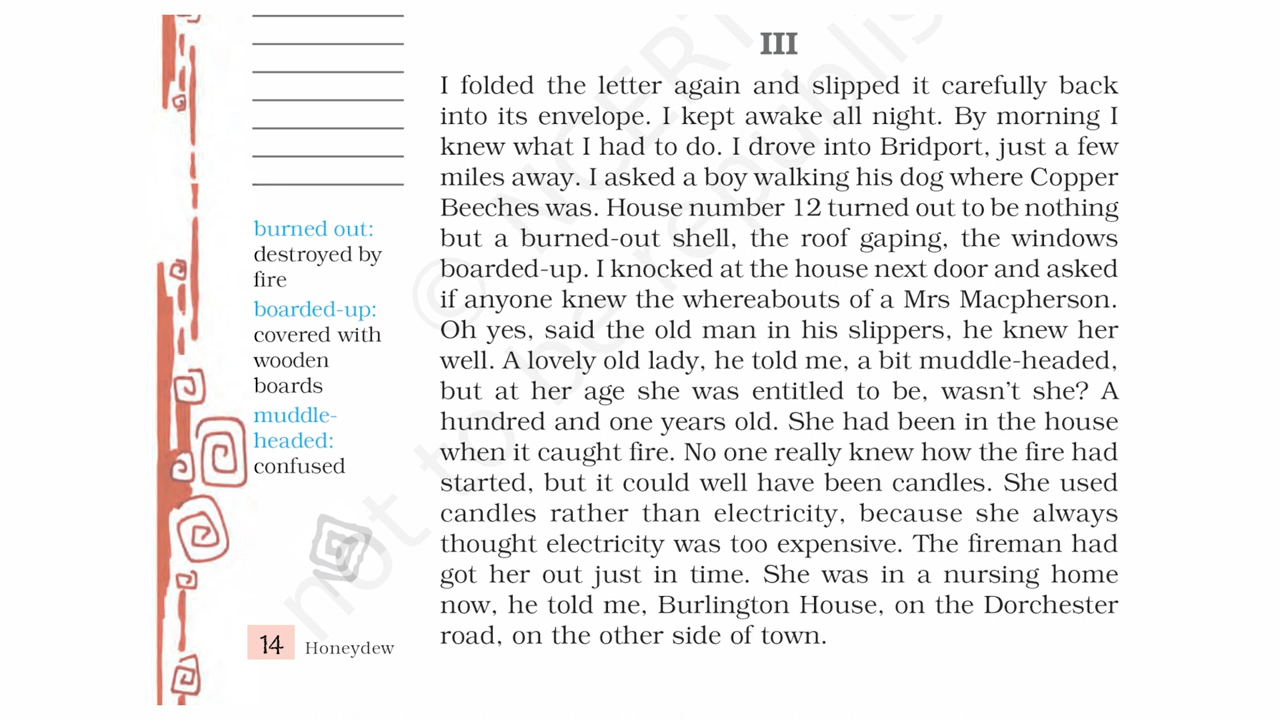 III
I folded the letter again and slipped it carefully back
into its envelope. I kept awake all night. By morning I
knew what I had to do. I drove into Bridport, just a few
miles away. I asked a boy walking his dog where Copper
Beeches was. House number 12 turned out to be nothing
but a burned-out shell, the roof gaping, the windows
boarded-up. I knocked at the house next door and asked
if anyone knew the whereabouts of a Mrs Macpherson.
Oh yes, said the old man in his slippers, he knew her
well. A lovely old lady, he told me, a bit muddle-headed,
but at her age she was entitled to be, wasn't she? A
hundred and one years old. She had been in the house
when it caught fire. No one really knew how the fire had
started, but it could well have been candles. She used
candles rather than electricity, because she always
thought electricity was too expensive. The fireman had
got her out just in time. She was in a nursing home
now, he told me, Burlington House, on the Dorchester
road, on the other side of town.
burned out:
destroyed by
fire
boarded-up:
covered with
wooden
boards
muddle-
headed:
confused
14 Honeydew
© NCERT
not to be republis